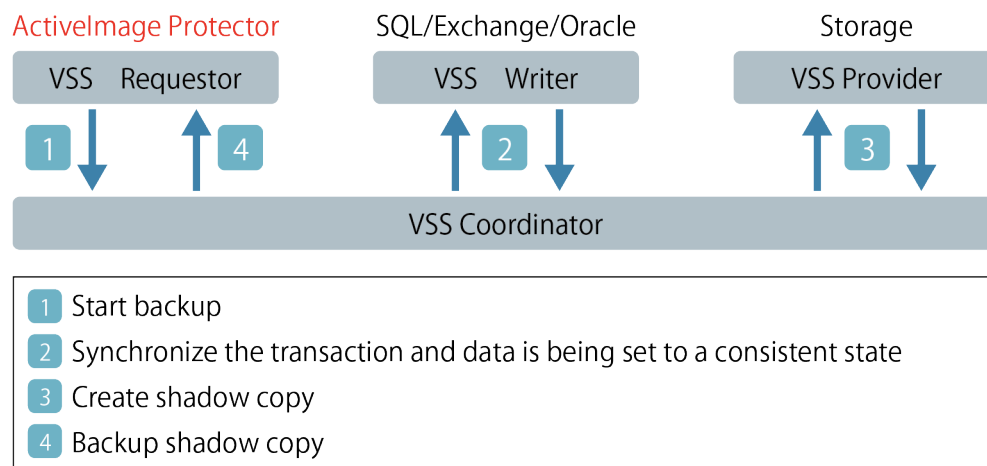 ActiveImage Protector
SQL/Exchange/Oracle
Storage
VSS Requestor
VSS Writer
VSS Provider
1
4
2
3
VSS Coordinator
1 Start backup
2 Synchronize the transaction and data is being set to a consistent state
3 Create shadow copy
4 Backup shadow copy